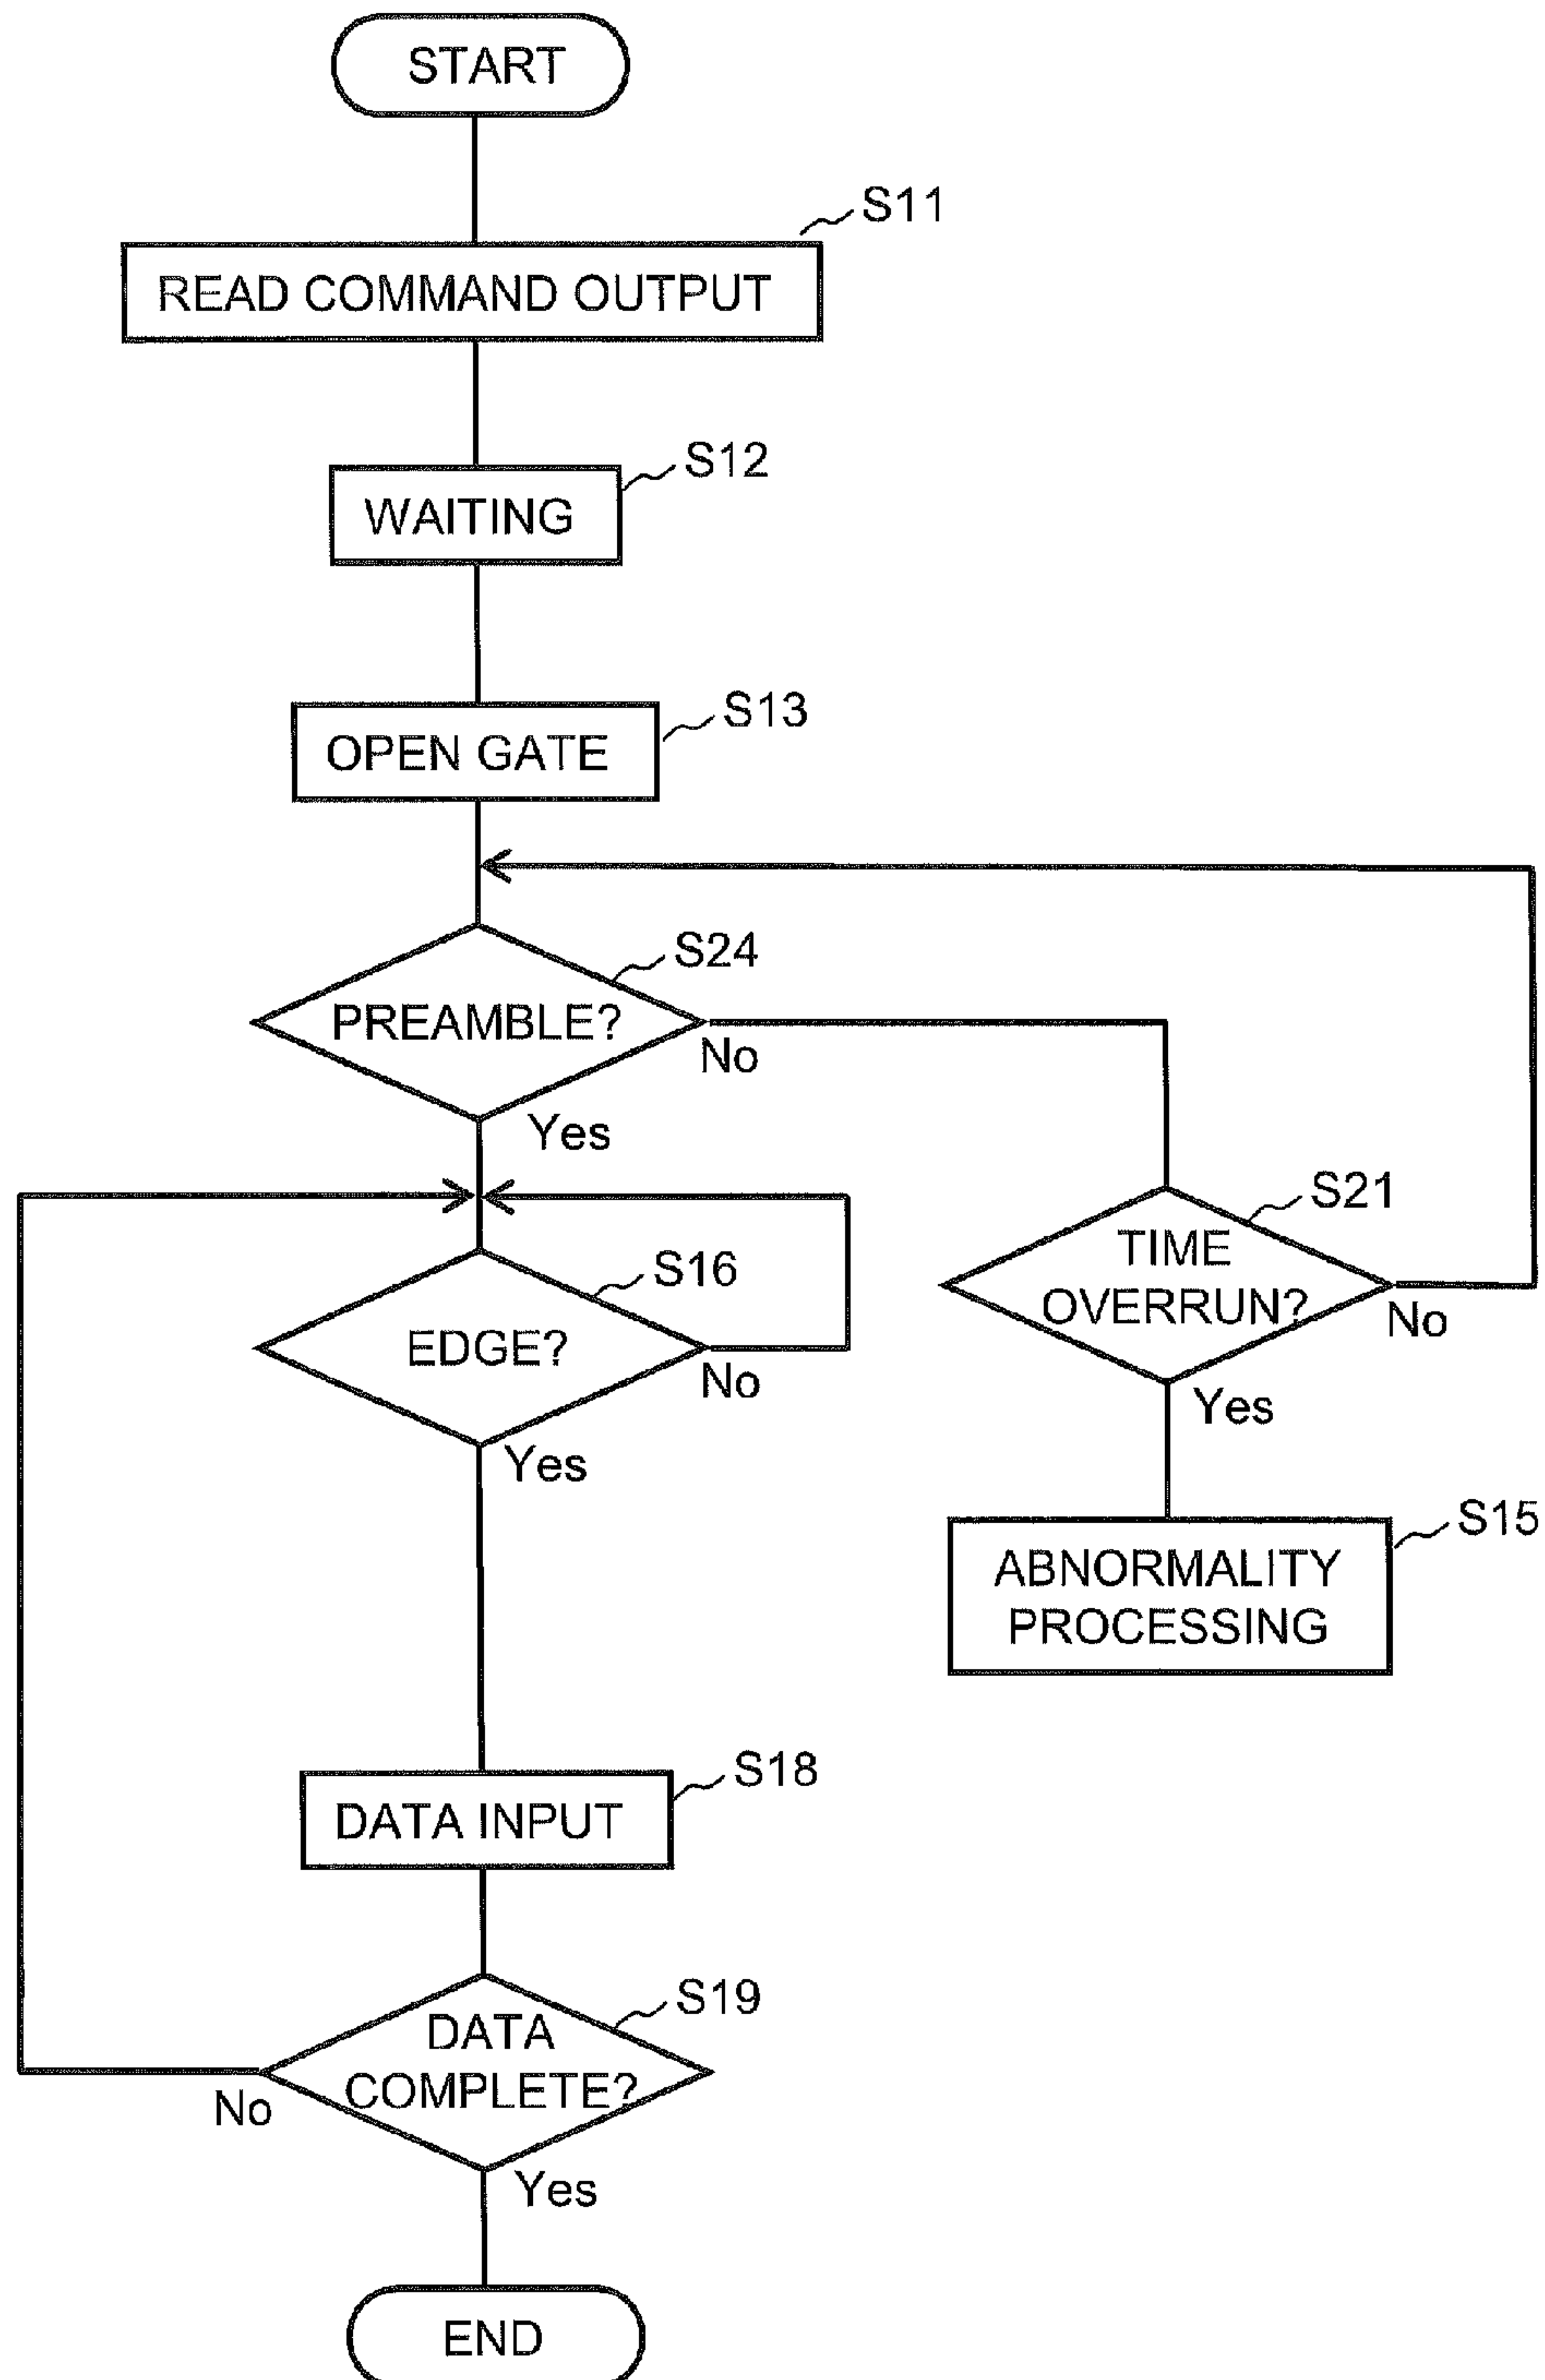 START
S11
READ COMMAND OUTPUT
S12
WAITING
S13
OPEN GATE
S24
PREAMBLE?
No
Yes
S21
TIME
OVERRUN?
No
Yes
S16
EDGE?
No
Yes
S15
ABNORMALITY
PROCESSING
S18
DATA INPUT
S19
DATA
COMPLETE?
No
Yes
END